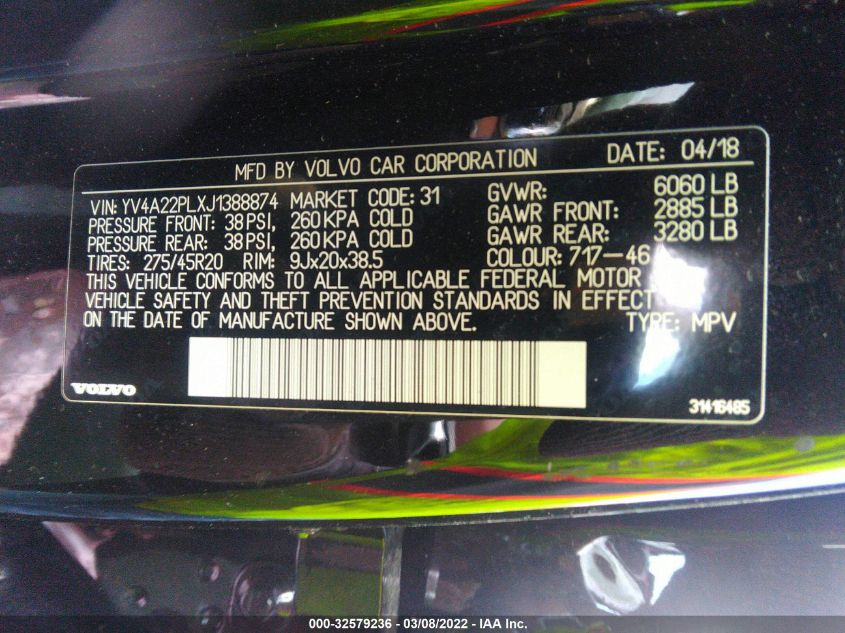 MFD BY VOLVO CAR CORPORATION DATE: 04/18
VIN: YV4A22PLXJ1388874 MARKET CODE: 31 GVWR: 6060 LB
PRESSURE FRONT: 38 PSI, 260 KPA COLD GAWR FRONT: 2885 LB
PRESSURE REAR: 38 PSI, 260 KPA COLD GAWR REAR: 3280 LB
TIRES: 275/45R20 RIM: 9Jx20x38.5 COLOUR: 717-46
THIS VEHICLE CONFORMS TO ALL APPLICABLE FEDERAL MOTOR
VEHICLE SAFETY AND THEFT PREVENTION STANDARDS IN EFFECT
ON THE DATE OF MANUFACTURE SHOWN ABOVE. TYPE: MPV
VOLVO 31416485
000-32579236 - 03/08/2022 - IAA Inc.